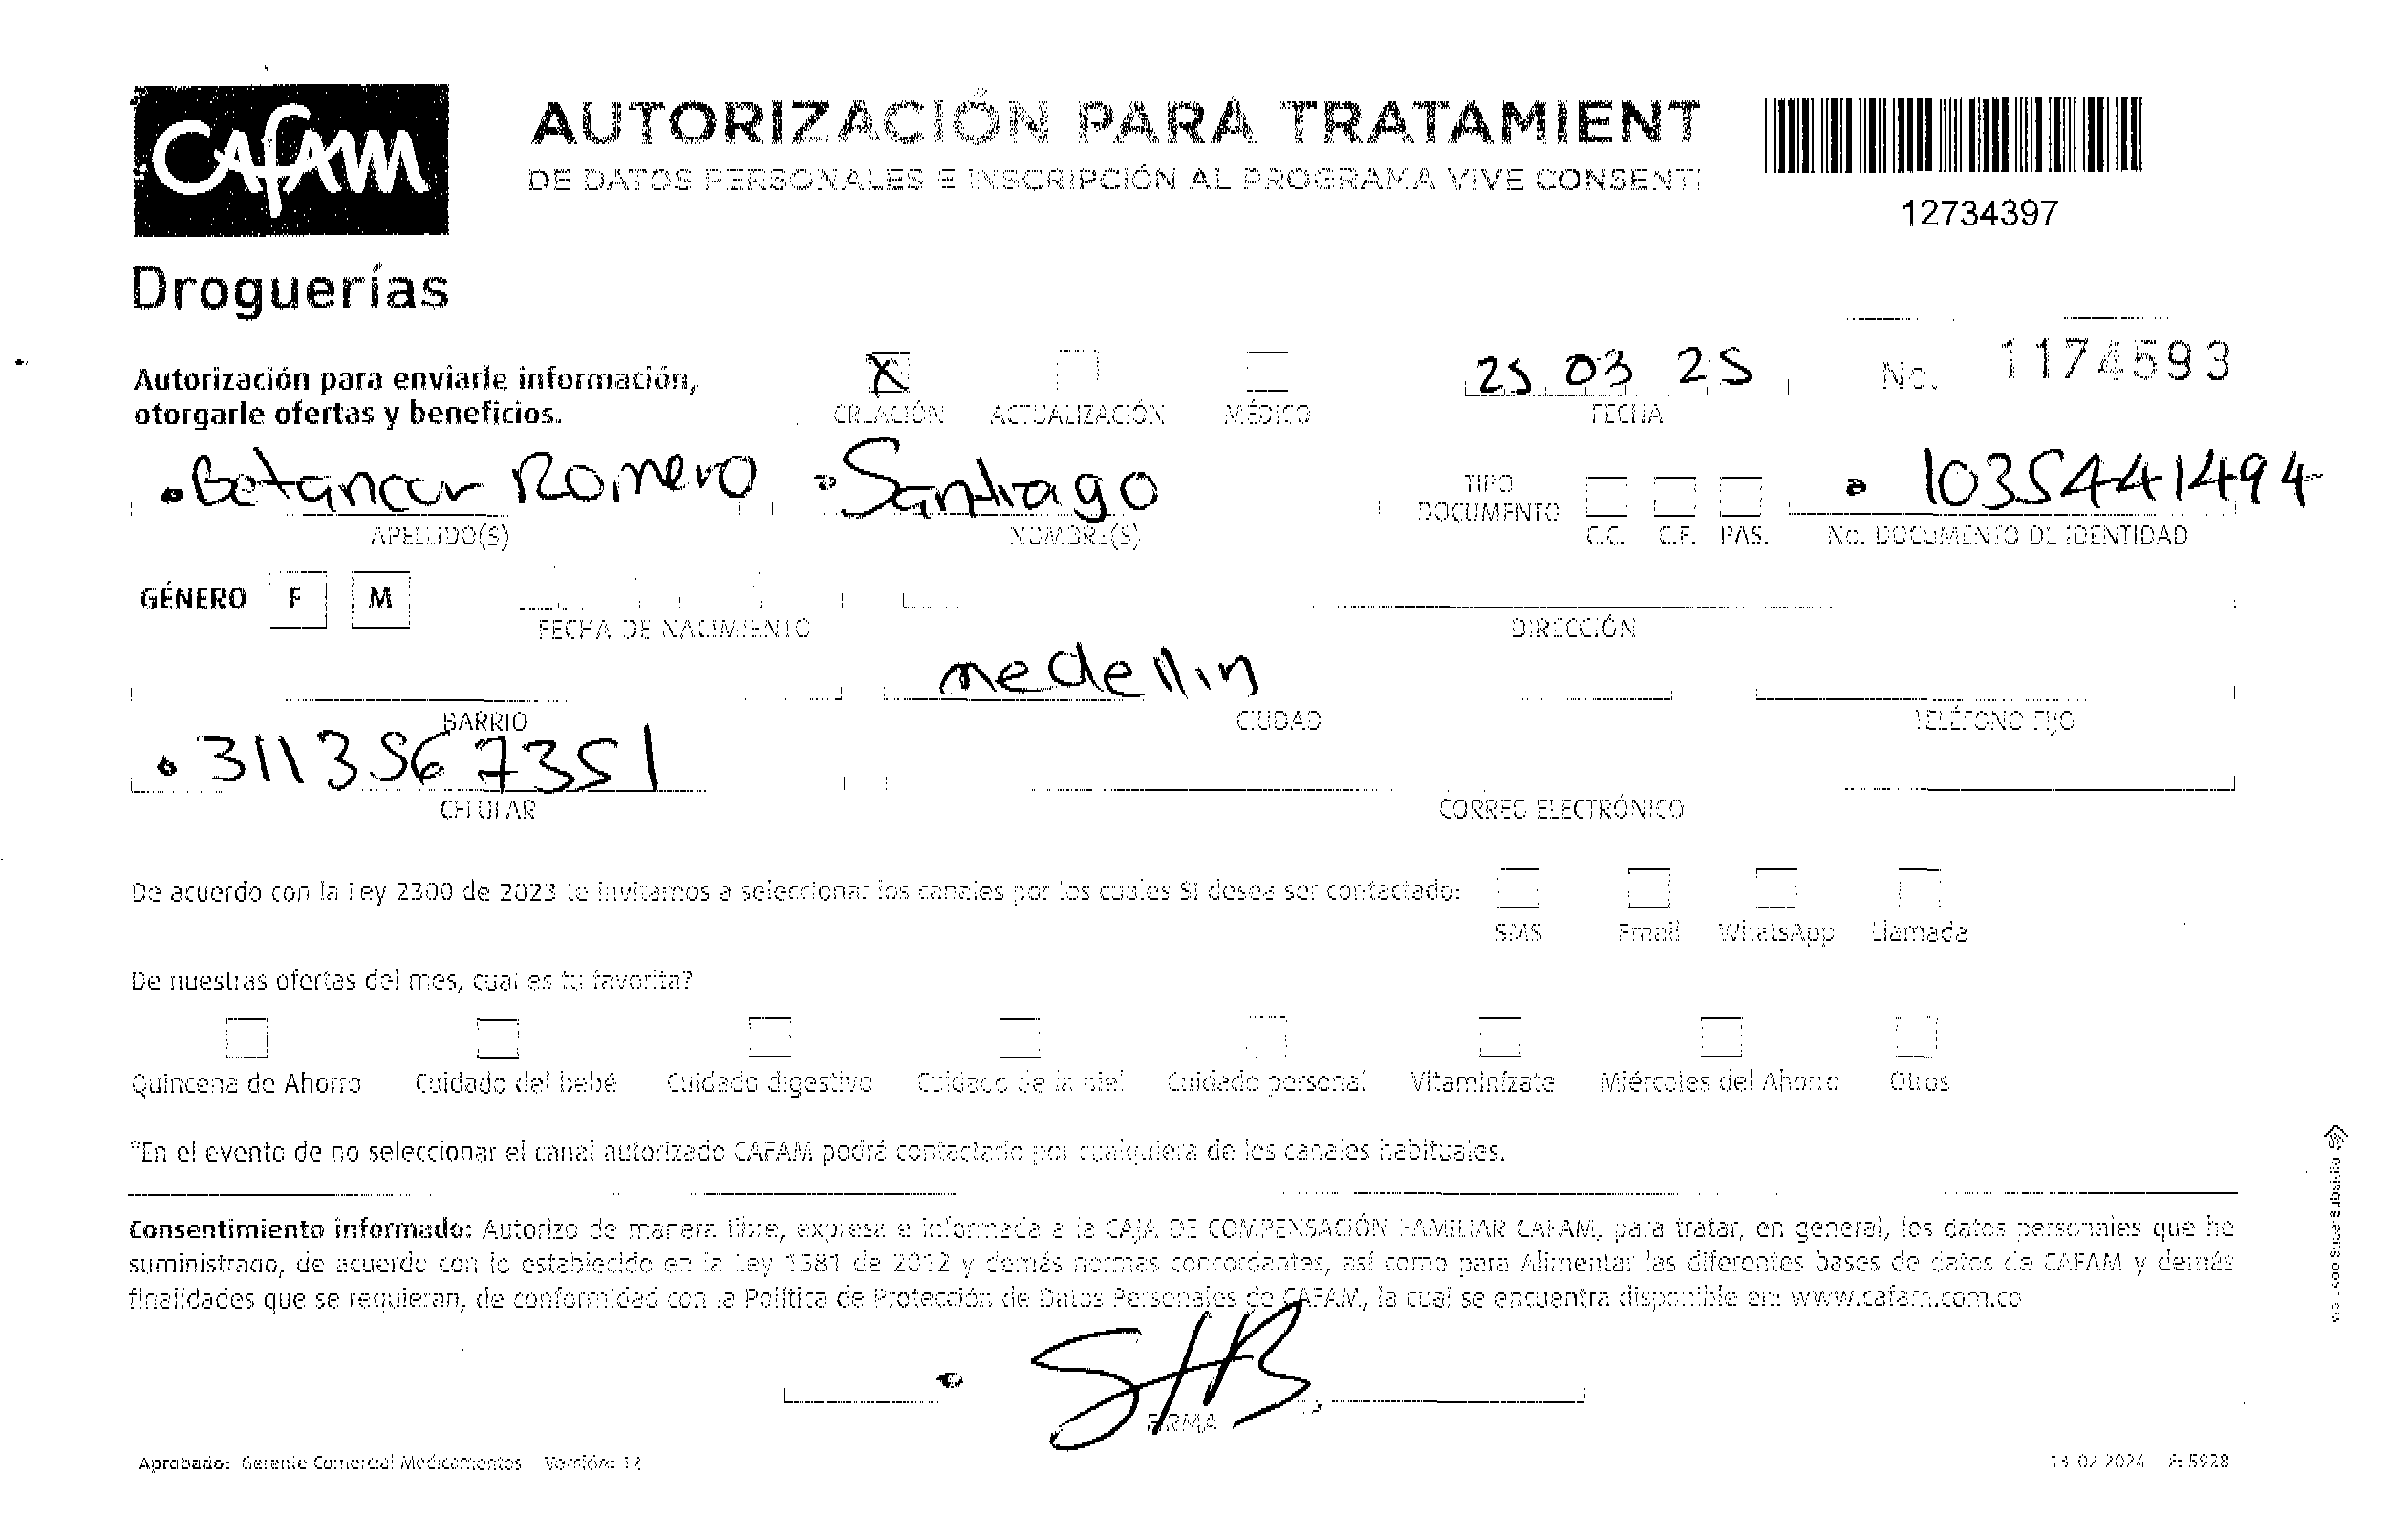 CAFAM
AUTORIZACIÓN PARA TRATAMIENT
DE DATOS PERSONALES E INSCRIPCIÓN AL PROGRAMA VIVE CONSENTI
12734397
Droguerías
Autorización para enviarle información,
otorgarle ofertas y beneficios.
X
CREACIÓN ACTUALIZACIÓN MÉDICO
25 03 25
FECHA
No. 1174593
Betancur Romero Santiago
APELLIDO(S) NOMBRE(S)
TIPO
DOCUMENTO
C.C. C.E. PAS.
1035441494
No. DOCUMENTO DE IDENTIDAD
GÉNERO F M
FECHA DE NACIMIENTO DIRECCIÓN
medellin
BARRIO CIUDAD TELÉFONO FIJO
3113567351
CELULAR CORREO ELECTRÓNICO
De acuerdo con la Ley 2300 de 2023 te invitamos a seleccionar los canales por los cuales SI desea ser contactado:
SMS Email WhatsApp Llamada
De nuestras ofertas del mes, cual es tu favorita?
Quincena de Ahorro Cuidado del bebé Cuidado digestivo Cuidado de la piel Cuidado personal Vitamínizate Miércoles del Ahorro Otros
*En el evento de no seleccionar el canal autorizado CAFAM podrá contactarlo por cualquiera de los canales habituales.
Consentimiento informado: Autorizo de manera libre, expresa e informada a la CAJA DE COMPENSACIÓN FAMILIAR CAFAM, para tratar, en general, los datos personales que he
suministrado, de acuerdo con lo establecido en la Ley 1581 de 2012 y demás normas concordantes, así como para Alimentar las diferentes bases de datos de CAFAM y demás
finalidades que se requieran, de conformidad con la Política de Protección de Datos Personales de CAFAM, la cual se encuentra disponible en: www.cafam.com.co
SHB
FIRMA
Aprobado: Gerente Comercial Medicamentos Versión: 12
R: 5928